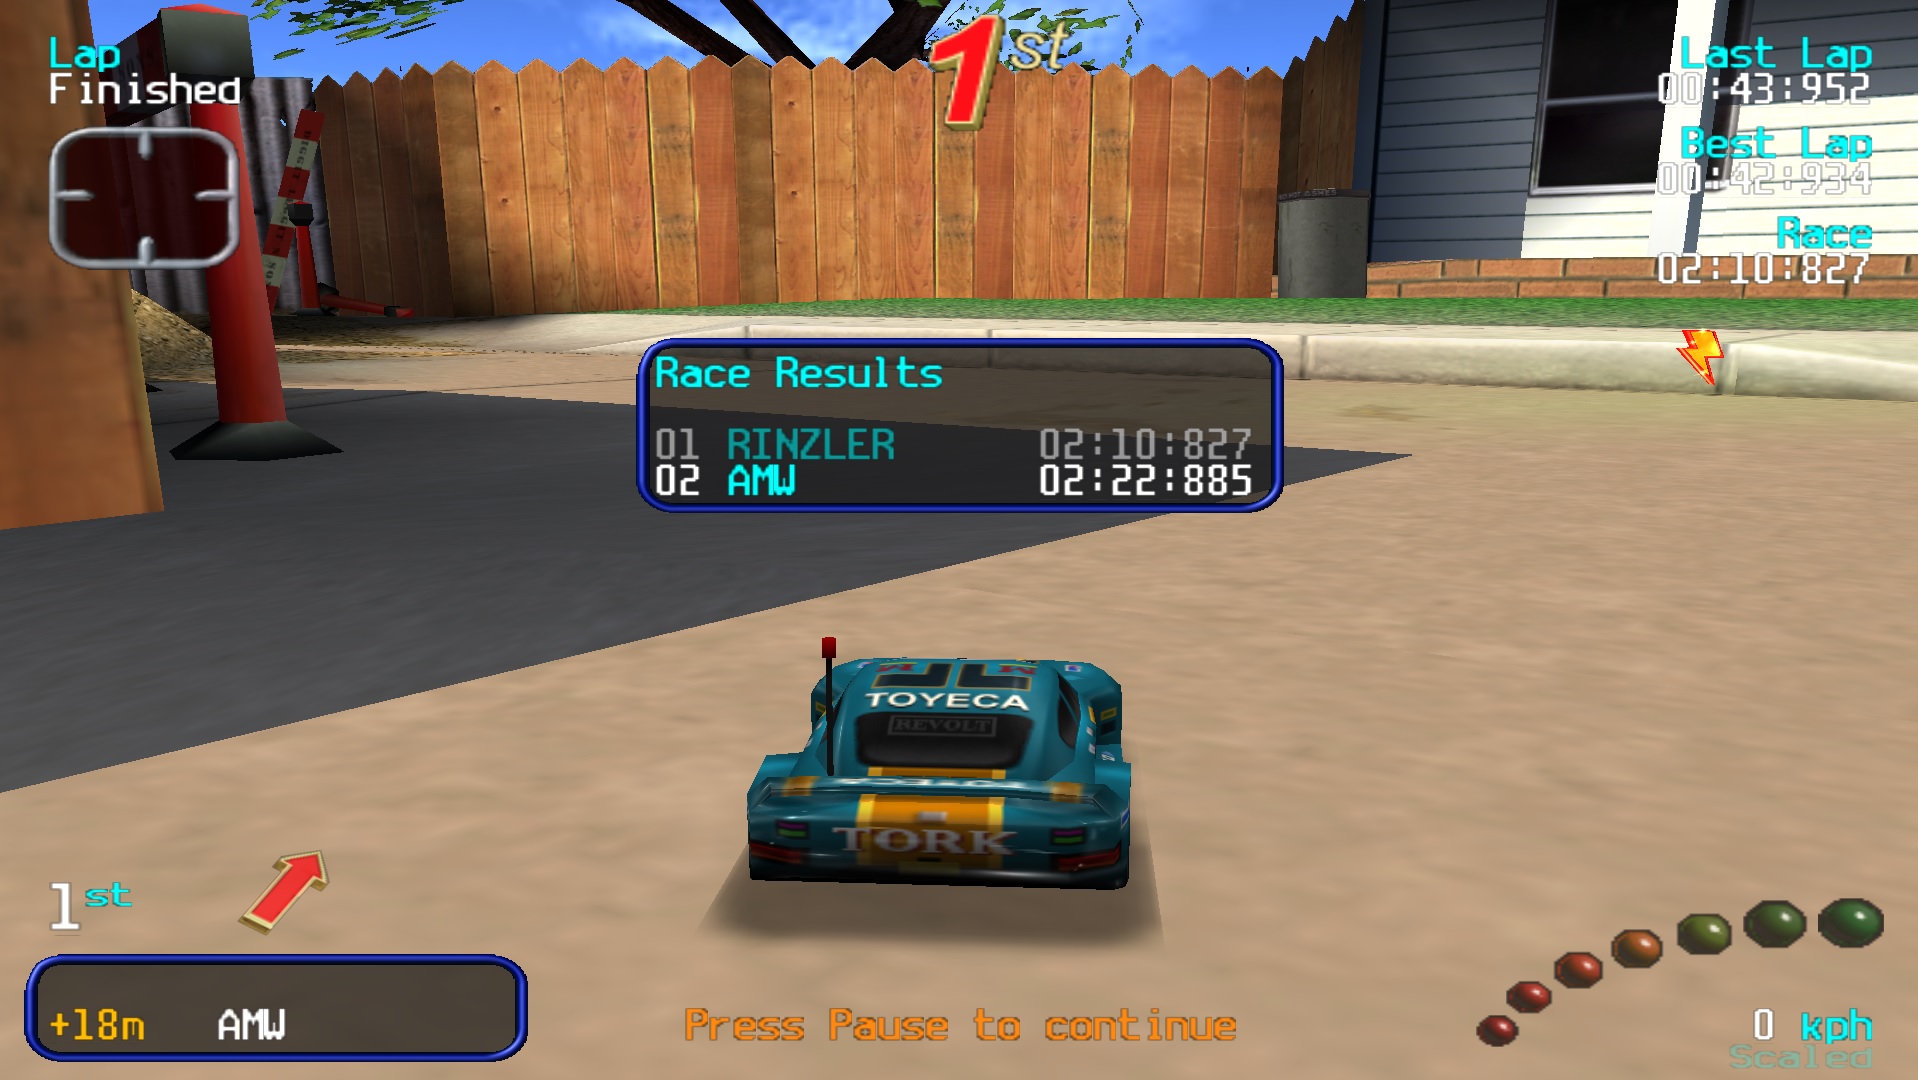 Lap
Finished
1st
Last Lap
00:43:952
Best Lap
00:42:934
Race
02:10:827
Race Results
01 RINZLER 02:10:827
02 AMW 02:22:885
TOYECA
REVOLT
TORK
1st
+18m AMW
Press Pause to continue
0 kph
Scaled